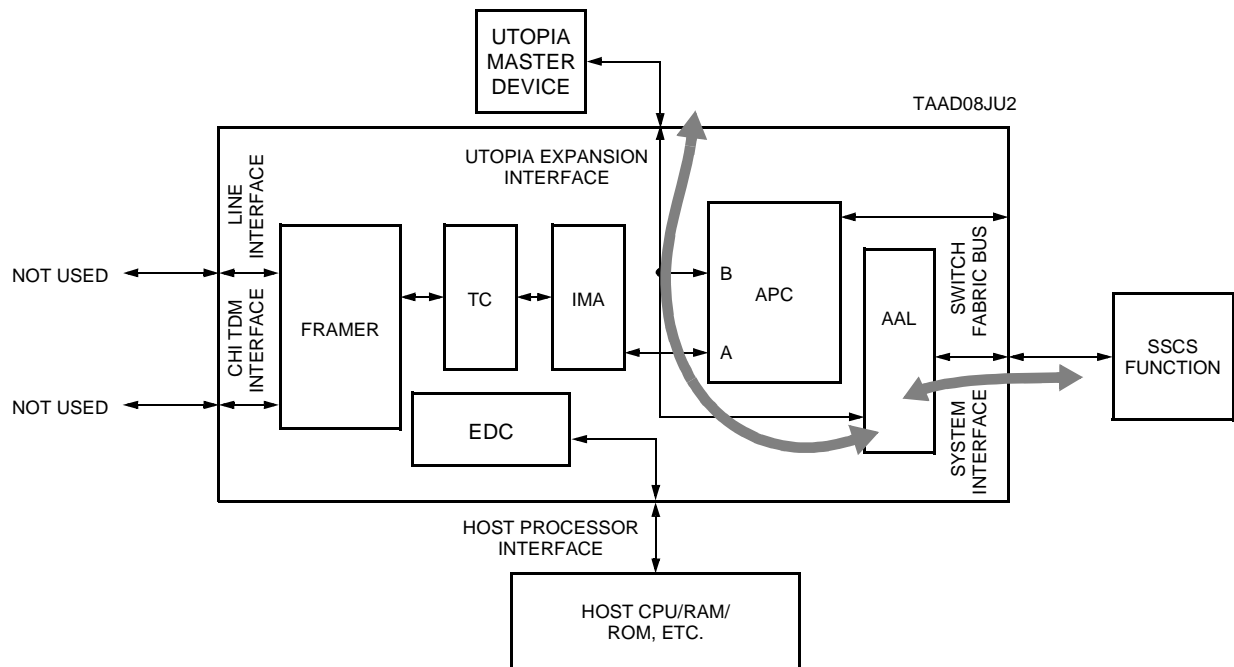 UTOPIA
MASTER
DEVICE
TAAD08JU2
UTOPIA EXPANSION
INTERFACE
LINE
INTERFACE
CHI TDM
INTERFACE
NOT USED
NOT USED
FRAMER
TC
IMA
B
A
APC
AAL
SWITCH
FABRIC BUS
SYSTEM
INTERFACE
SSCS
FUNCTION
EDC
HOST PROCESSOR
INTERFACE
HOST CPU/RAM/
ROM, ETC.